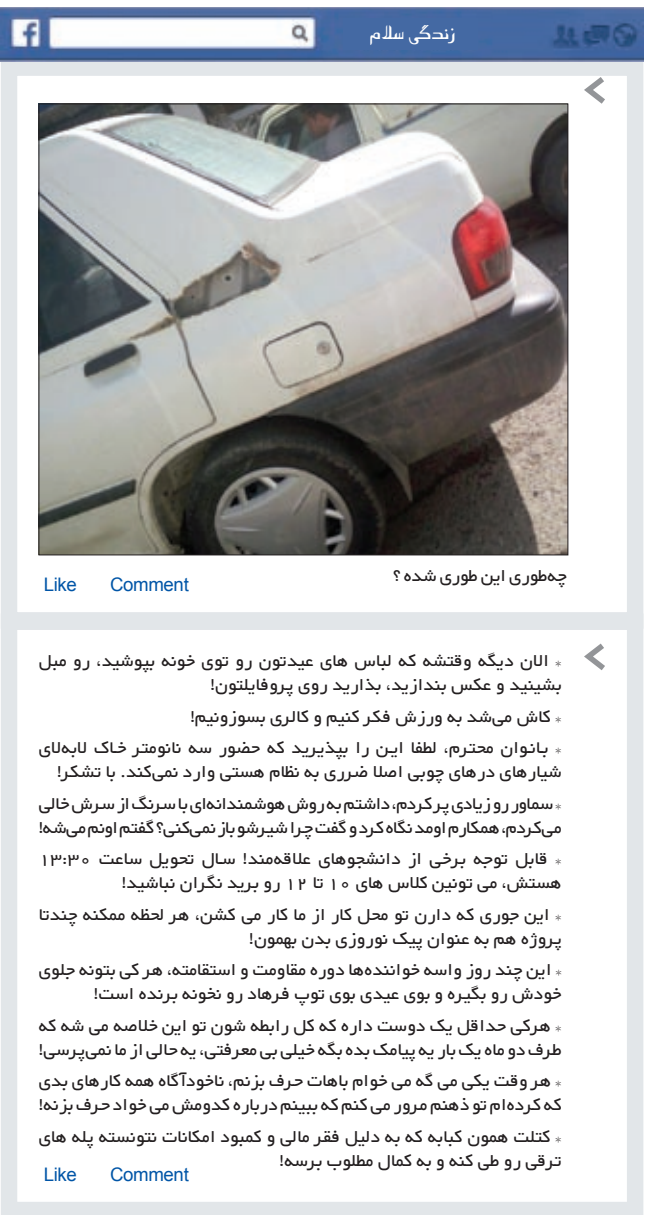 f زندگی سلام
چه‌طوری این طوری شده ؟
Like Comment
* الان دیگه وقتشه که لباس های عیدتون رو توی خونه بپوشید، رو مبل
بشینید و عکس بندازید، بذارید روی پروفایلتون!
* کاش می‌شد به ورزش فکر کنیم و کالری بسوزونیم!
* بانوان محترم، لطفا این را بپذیرید که حضور سه نانومتر خاک لابه‌لای
شیارهای درهای چوبی اصلا ضرری به نظام هستی وارد نمی‌کند. با تشکر!
* سماور رو زیادی پر کردم، داشتم به روش هوشمندانه‌ای با سرنگ از سرش خالی
می‌کردم، همکارم اومد نگاه کرد و گفت چرا شیرشو باز نمی‌کنی؟ گفتم اونم می‌شه!
* قابل توجه برخی از دانشجوهای علاقه‌مند! سال تحویل ساعت ۱۳:۳۰
هستش، می تونین کلاس های ۱۰ تا ۱۲ رو برید نگران نباشید!
* این جوری که دارن تو محل کار از ما کار می کشن، هر لحظه ممکنه چندتا
پروژه هم به عنوان پیک نوروزی بدن بهمون!
* این چند روز واسه خواننده‌ها دوره مقاومت و استقامته، هر کی بتونه جلوی
خودش رو بگیره و بوی عیدی بوی توپ فرهاد رو نخونه برنده است!
* هرکی حداقل یک دوست داره که کل رابطه شون تو این خلاصه می شه که
طرف دو ماه یک بار یه پیامک بده بگه خیلی بی معرفتی، یه حالی از ما نمی‌پرسی!
* هر وقت یکی می گه می خوام باهات حرف بزنم، ناخودآگاه همه کارهای بدی
که کرده‌ام تو ذهنم مرور می کنم که ببینم درباره کدومش می خواد حرف بزنه!
* کتلت همون کبابه که به دلیل فقر مالی و کمبود امکانات نتونسته پله های
ترقی رو طی کنه و به کمال مطلوب برسه!
Like Comment